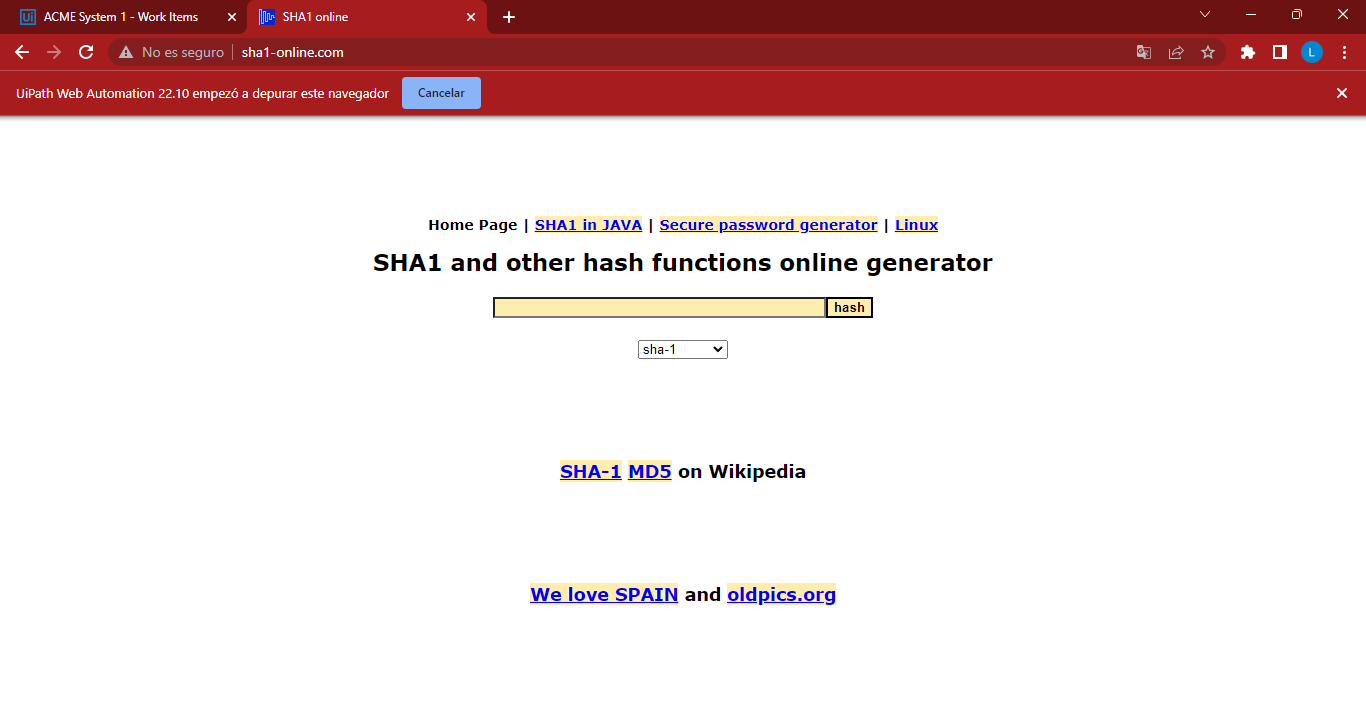 ACME System 1 - Work Items
SHA1 online
No es seguro
sha1-online.com
L
UiPath Web Automation 22.10 empezó a depurar este navegador
Cancelar
Home Page | SHA1 in JAVA | Secure password generator | Linux
SHA1 and other hash functions online generator
hash
sha-1
SHA-1 MD5 on Wikipedia
We love SPAIN and oldpics.org